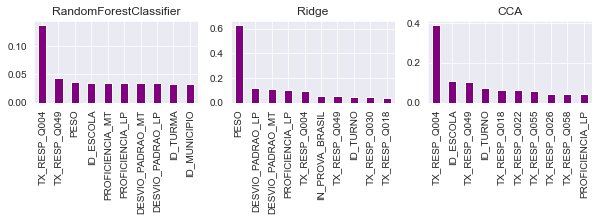 RandomForestClassifier
0.10
0.05
0.00
TX_RESP_Q004
TX_RESP_Q049
PESO
ID_ESCOLA
PROFICIENCIA_MT
PROFICIENCIA_LP
DESVIO_PADRAO_MT
DESVIO_PADRAO_LP
ID_TURMA
ID_MUNICIPIO
Ridge
0.6
0.4
0.2
0.0
PESO
DESVIO_PADRAO_LP
DESVIO_PADRAO_MT
PROFICIENCIA_LP
TX_RESP_Q004
IN_PROVA_BRASIL
TX_RESP_Q049
ID_TURNO
TX_RESP_Q030
TX_RESP_Q018
CCA
0.4
0.2
0.0
TX_RESP_Q004
ID_ESCOLA
TX_RESP_Q049
ID_TURNO
TX_RESP_Q018
TX_RESP_Q022
TX_RESP_Q055
TX_RESP_Q026
TX_RESP_Q058
PROFICIENCIA_LP